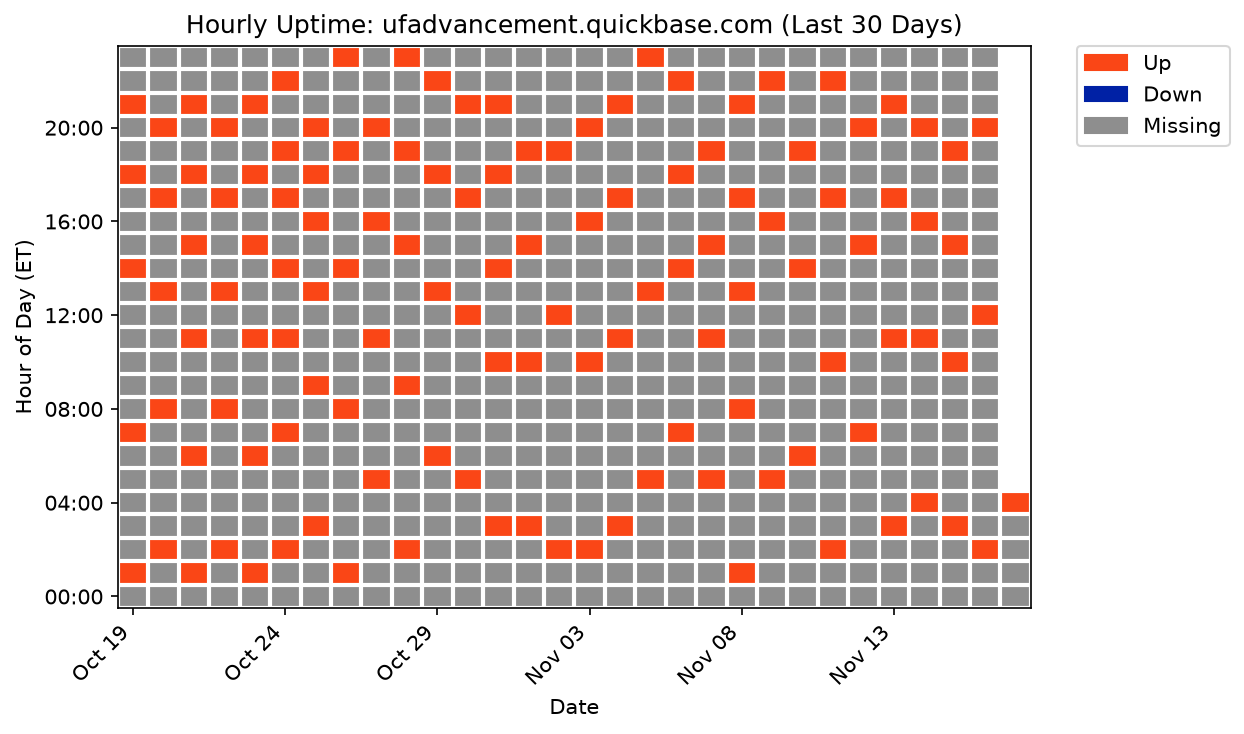 Hourly Uptime: ufadvancement.quickbase.com (Last 30 Days)
Up
Down
Missing
Hour of Day (ET)
20:00
16:00
12:00
08:00
04:00
00:00
Oct 19
Oct 24
Oct 29
Nov 03
Nov 08
Nov 13
Date